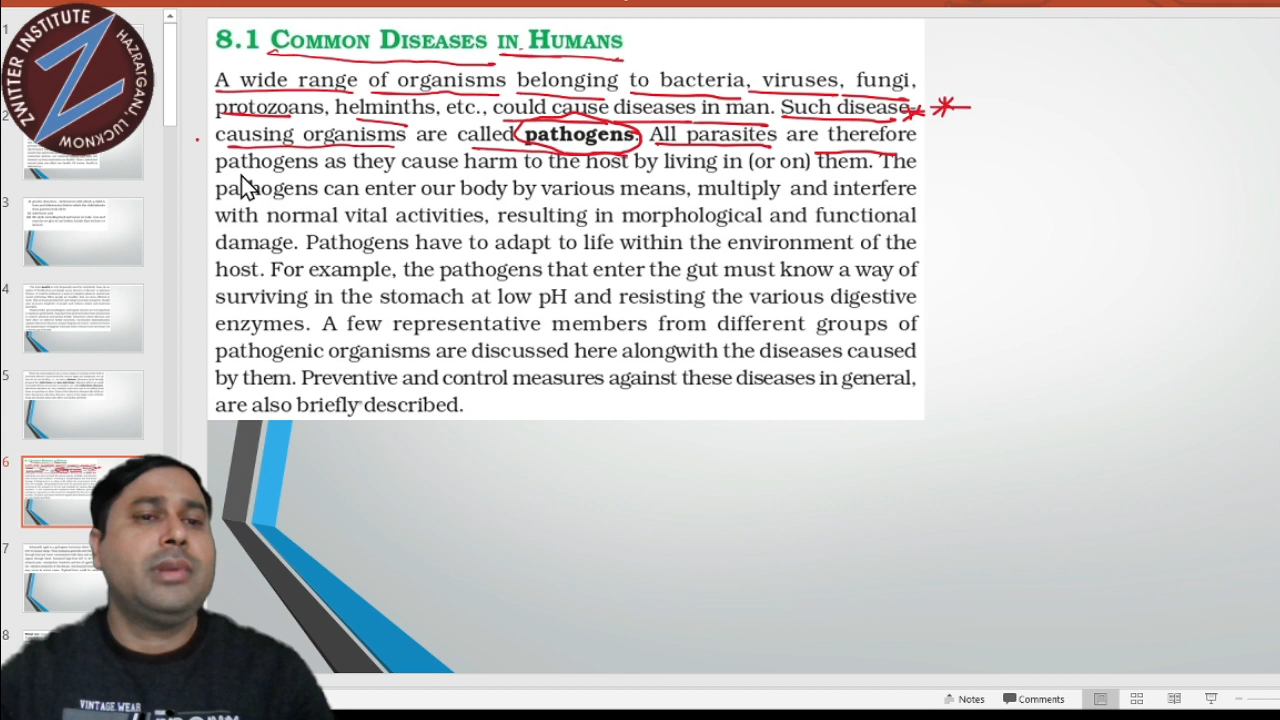 ZWITTER INSTITUTE
HAZRATGANJ, LUCKNOW
Z
8.1 COMMON DISEASES IN HUMANS
A wide range of organisms belonging to bacteria, viruses, fungi,
protozoans, helminths, etc., could cause diseases in man. Such disease-
causing organisms are called pathogens. All parasites are therefore
pathogens as they cause harm to the host by living in (or on) them. The
pathogens can enter our body by various means, multiply and interfere
with normal vital activities, resulting in morphological and functional
damage. Pathogens have to adapt to life within the environment of the
host. For example, the pathogens that enter the gut must know a way of
surviving in the stomach at low pH and resisting the various digestive
enzymes. A few representative members from different groups of
pathogenic organisms are discussed here alongwith the diseases caused
by them. Preventive and control measures against these diseases in general,
are also briefly described.
1
2
3
4
5
6
7
8
VINTAGE WEAR
Notes
Comments